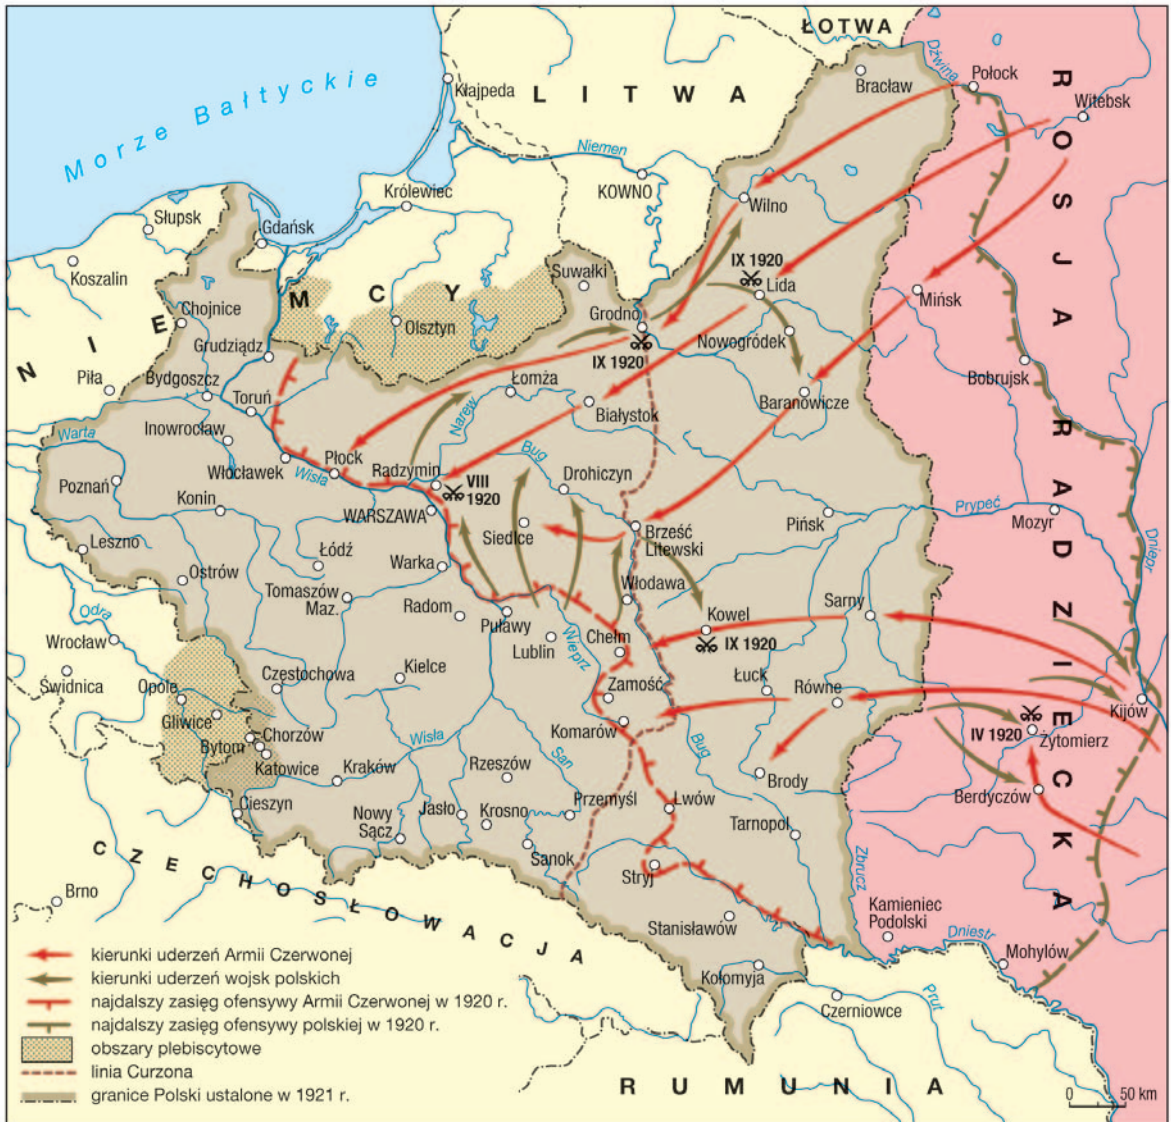 ŁOTWA
Dźwina
Połock
Bracław
Witebsk
Morze Bałtyckie
Kłajpeda
LITWA
ROSJA RADZIECKA
Niemen
KOWNO
Królewiec
Wilno
Słupsk
Gdańsk
Koszalin
NIEMCY
Suwałki
IX 1920
Lida
Mińsk
Chojnice
Olsztyn
Grodno
IX 1920
Nowogródek
Grudziądz
Bobrujsk
Piła
Bydgoszcz
Toruń
Łomża
Białystok
Baranowicze
Narew
Inowrocław
Warta
Włocławek
Płock
Wisła
Radzymin
VIII
1920
Bug
Drohiczyn
Poznań
Konin
WARSZAWA
Siedlce
Brześć
Litewski
Pińsk
Prypeć
Mozyr
Dniepr
Leszno
Łódź
Warka
Włodawa
Ostrów
Tomaszów
Maz.
Radom
Puławy
Lublin
Wieprz
Chełm
Kowel
IX 1920
Sarny
Odra
Wrocław
Świdnica
Opole
Częstochowa
Kielce
Zamość
Łuck
Równe
Kijów
Gliwice
Bytom
Chorzów
Katowice
Wisła
San
Komarów
Bug
IV 1920
Żytomierz
Kraków
Rzeszów
Brody
Berdyczów
Cieszyn
Nowy
Sącz
Jasło
Krosno
Przemyśl
Lwów
Tarnopol
Sanok
Stryj
Zbrucz
CZECHOSŁOWACJA
Brno
Kamieniec
Podolski
Stanisławów
Dniestr
Mohylów
Kołomyja
Czerniowce
Prut
RUMUNIA
kierunki uderzeń Armii Czerwonej
kierunki uderzeń wojsk polskich
najdalszy zasięg ofensywy Armii Czerwonej w 1920 r.
najdalszy zasięg ofensywy polskiej w 1920 r.
obszary plebiscytowe
linia Curzona
granice Polski ustalone w 1921 r.
0 50 km